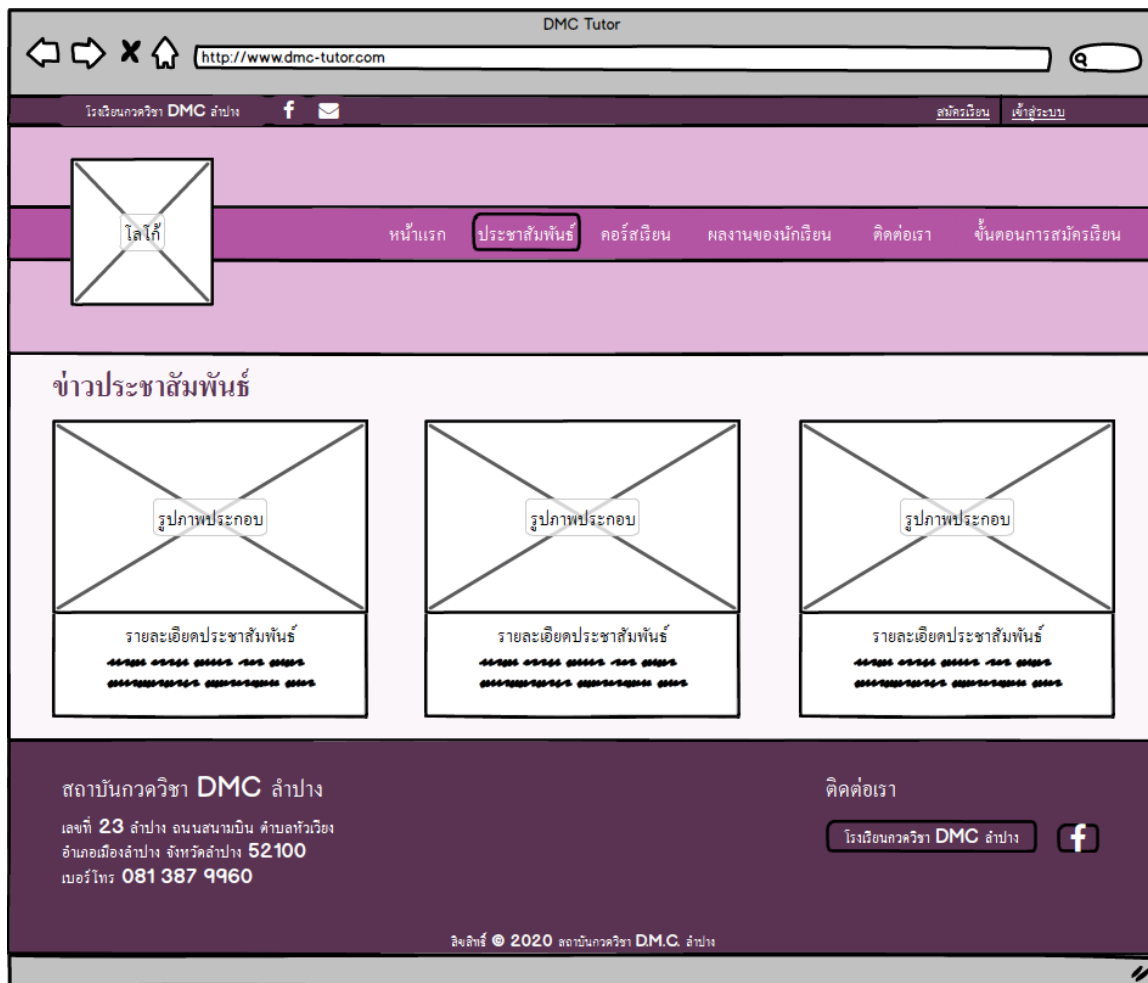 DMC Tutor
http://www.dmc-tutor.com
โรงเรียนกวดวิชา DMC ลำปาง
สมัครเรียน เข้าสู่ระบบ
โลโก้
หน้าแรก ประชาสัมพันธ์ คอร์สเรียน ผลงานของนักเรียน ติดต่อเรา ขั้นตอนการสมัครเรียน
ข่าวประชาสัมพันธ์
รูปภาพประกอบ รูปภาพประกอบ รูปภาพประกอบ
รายละเอียดประชาสัมพันธ์ รายละเอียดประชาสัมพันธ์ รายละเอียดประชาสัมพันธ์
สถาบันกวดวิชา DMC ลำปาง
เลขที่ 23 ลำปาง ถนนสนามบิน ตำบลหัวเวียง
อำเภอเมืองลำปาง จังหวัดลำปาง 52100
เบอร์โทร 081 387 9960
ติดต่อเรา
โรงเรียนกวดวิชา DMC ลำปาง
ลิขสิทธิ์ © 2020 สถาบันกวดวิชา D.M.C. ลำปาง